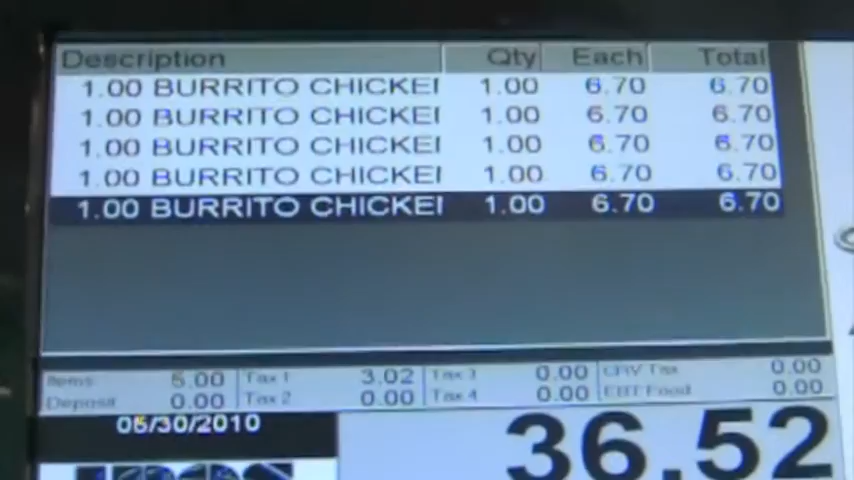 Description Qty Each Total
1.00 BURRITO CHICKEI 1.00 6.70 6.70
1.00 BURRITO CHICKEI 1.00 6.70 6.70
1.00 BURRITO CHICKEI 1.00 6.70 6.70
1.00 BURRITO CHICKEI 1.00 6.70 6.70
1.00 BURRITO CHICKEI 1.00 6.70 6.70
Items 5.00 Tax 1 3.02 Tax 3 0.00 CRV Tax 0.00
Deposit 0.00 Tax 2 0.00 Tax 4 0.00 EBT Food 0.00
05/30/2010
36.52